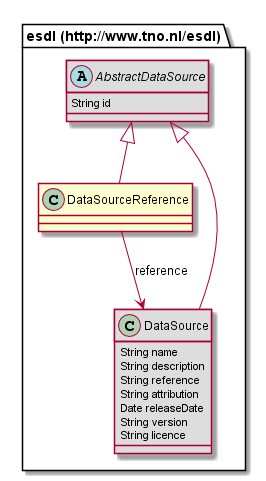 esdl (http://www.tno.nl/esdl)
A AbstractDataSource
String id
C DataSourceReference
reference
C DataSource
String name
String description
String reference
String attribution
Date releaseDate
String version
String licence